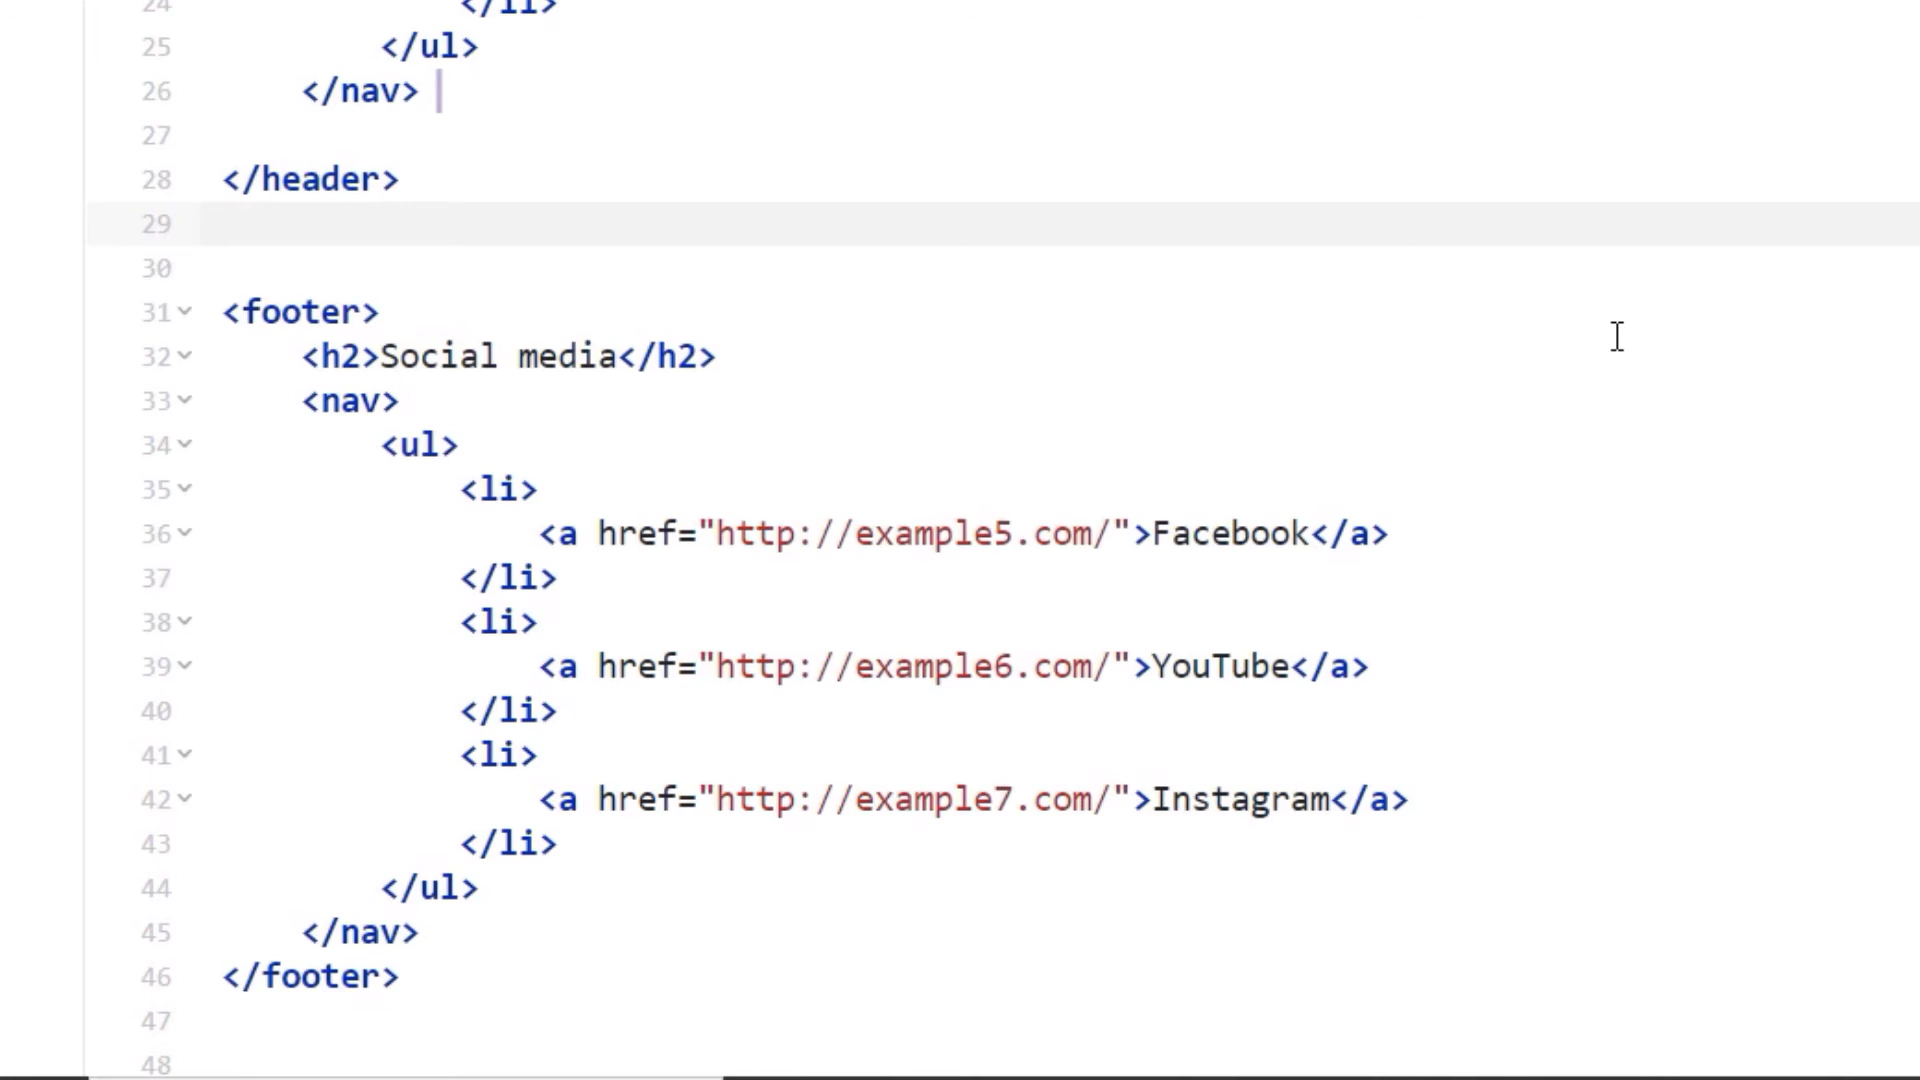 24 </li>
25 </ul>
26 </nav>
27
28 </header>
29
30
31 <footer>
32 <h2>Social media</h2>
33 <nav>
34 <ul>
35 <li>
36 <a href="http://example5.com/">Facebook</a>
37 </li>
38 <li>
39 <a href="http://example6.com/">YouTube</a>
40 </li>
41 <li>
42 <a href="http://example7.com/">Instagram</a>
43 </li>
44 </ul>
45 </nav>
46 </footer>
47
48